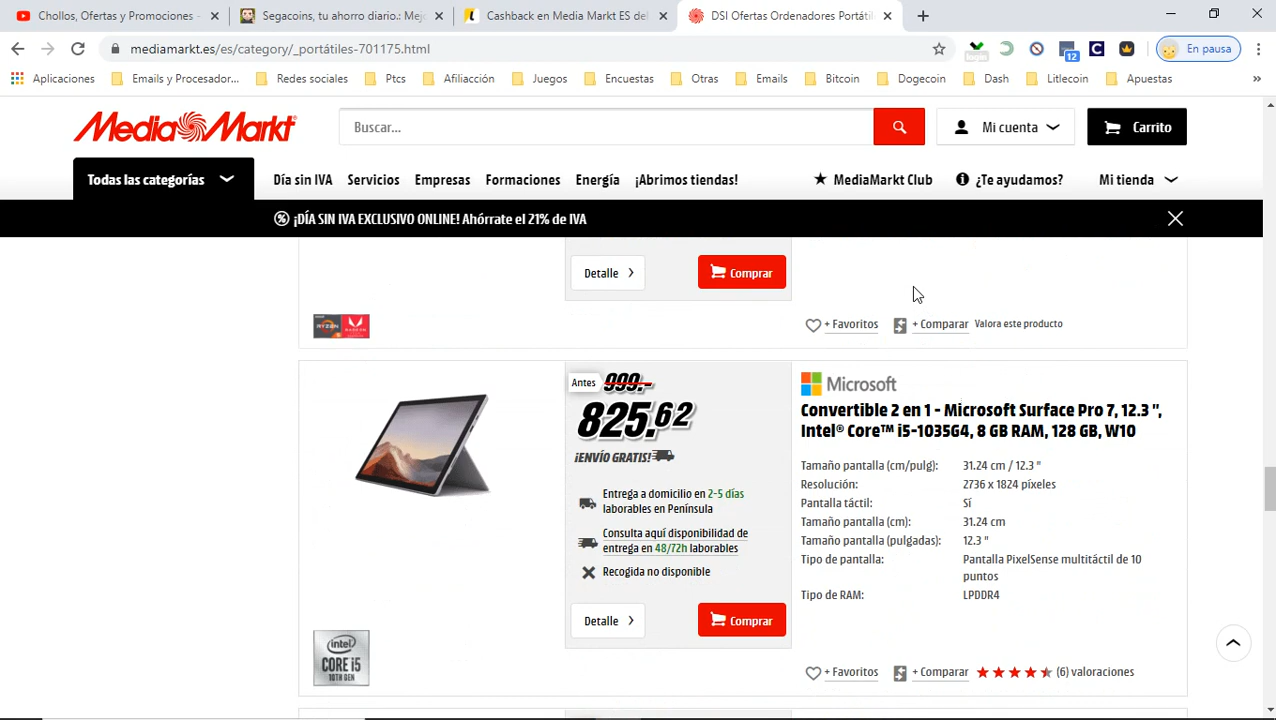 Chollos, Ofertas y Promociones -
Segacoins, tu ahorro diario.: Mej
Cashback en Media Markt ES de
DSI Ofertas Ordenadores Portátil
mediamarkt.es/es/category/_portátiles-701175.html
12
En pausa
Aplicaciones
Emails y Procesador...
Redes sociales
Ptcs
Afiliacción
Juegos
Encuestas
Otras
Emails
Bitcoin
Dogecoin
Dash
Litlecoin
Apuestas
MediaMarkt
Buscar...
Mi cuenta
Carrito
Todas las categorías
Día sin IVA
Servicios
Empresas
Formaciones
Energía
¡Abrimos tiendas!
MediaMarkt Club
¿Te ayudamos?
Mi tienda
¡DÍA SIN IVA EXCLUSIVO ONLINE! Ahórrate el 21% de IVA
Detalle
Comprar
RYZEN
+ Favoritos
+ Comparar
Valora este producto
Antes 999.-
825.62
¡ENVÍO GRATIS!
Entrega a domicilio en 2-5 días
laborables en Península
Consulta aquí disponibilidad de
entrega en 48/72h laborables
Recogida no disponible
Detalle
Comprar
intel
CORE i5
10TH GEN
Microsoft
Convertible 2 en 1 - Microsoft Surface Pro 7, 12.3 ",
Intel® Core™ i5-1035G4, 8 GB RAM, 128 GB, W10
Tamaño pantalla (cm/pulg): 31.24 cm / 12.3 "
Resolución: 2736 x 1824 píxeles
Pantalla táctil: Sí
Tamaño pantalla (cm): 31.24 cm
Tamaño pantalla (pulgadas): 12.3 "
Tipo de pantalla: Pantalla PixelSense multitáctil de 10
puntos
Tipo de RAM: LPDDR4
+ Favoritos
+ Comparar
(6) valoraciones